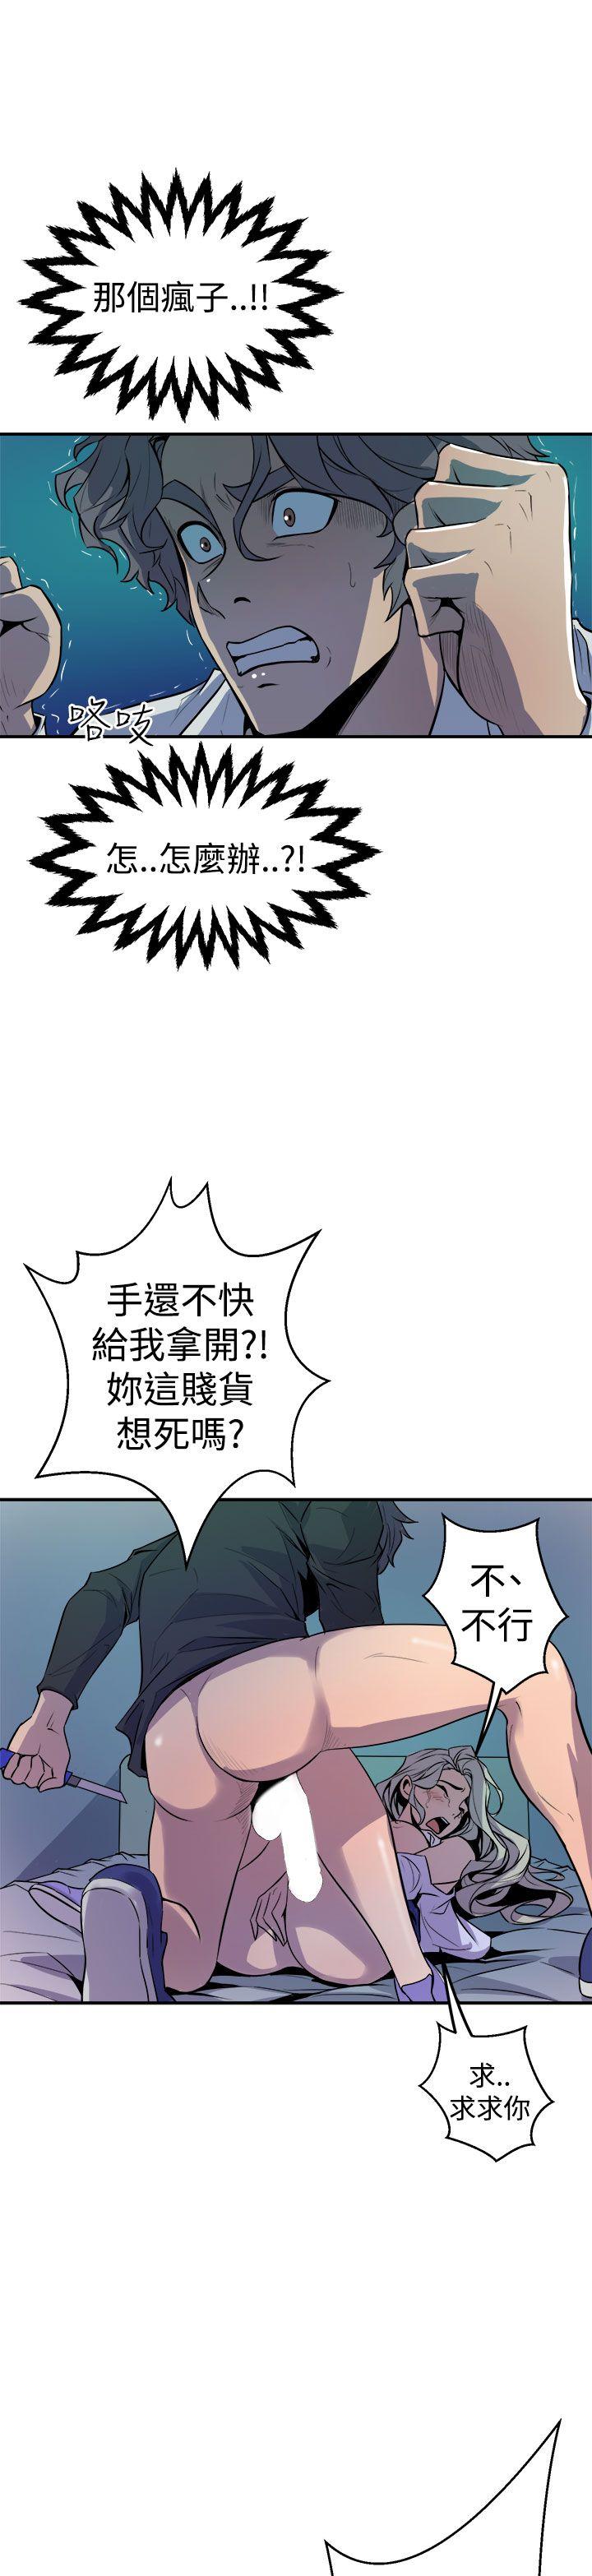 那個瘋子..!!
咯吱
怎..怎麼辦..?!
手還不快
給我拿開?!
妳這賤貨
想死嗎?
不、
不行
求..
求求你